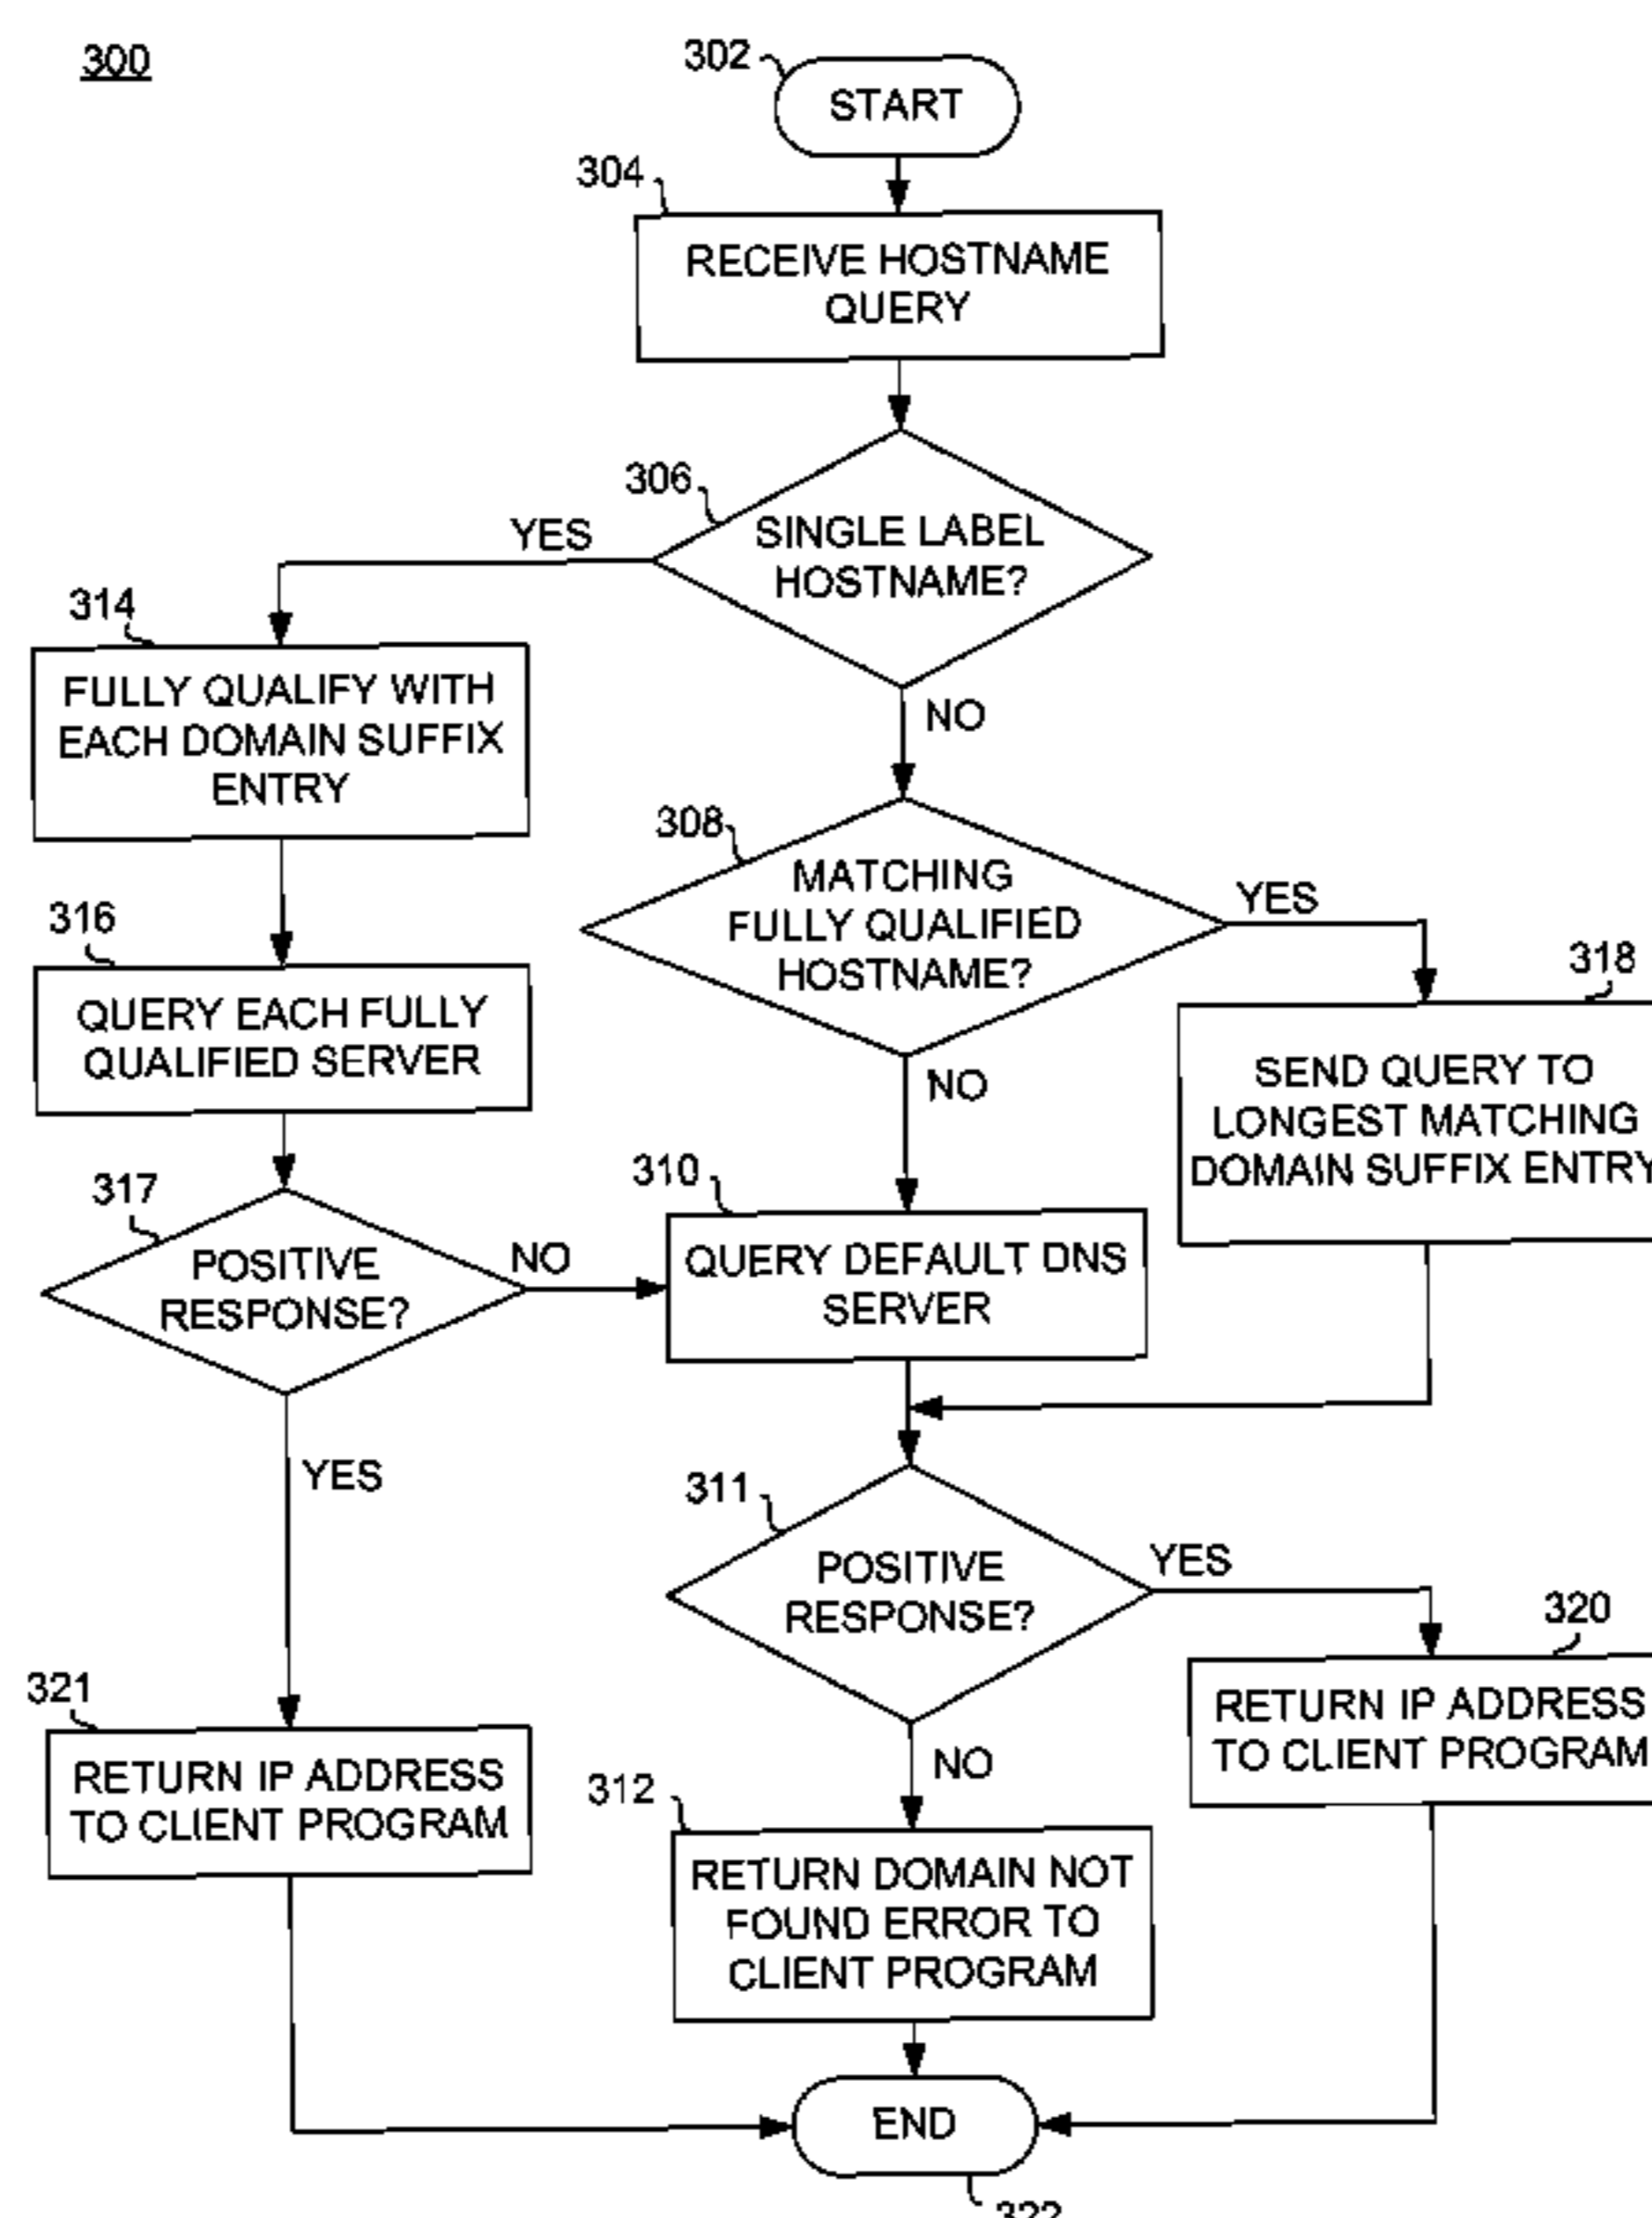 300
302
START
304
RECEIVE HOSTNAME
QUERY
306
SINGLE LABEL
HOSTNAME?
YES
NO
314
FULLY QUALIFY WITH
EACH DOMAIN SUFFIX
ENTRY
308
MATCHING
FULLY QUALIFIED
HOSTNAME?
YES
NO
316
QUERY EACH FULLY
QUALIFIED SERVER
318
SEND QUERY TO
LONGEST MATCHING
DOMAIN SUFFIX ENTRY
317
POSITIVE
RESPONSE?
NO
YES
310
QUERY DEFAULT DNS
SERVER
311
POSITIVE
RESPONSE?
YES
NO
320
RETURN IP ADDRESS
TO CLIENT PROGRAM
321
RETURN IP ADDRESS
TO CLIENT PROGRAM
312
RETURN DOMAIN NOT
FOUND ERROR TO
CLIENT PROGRAM
END
322